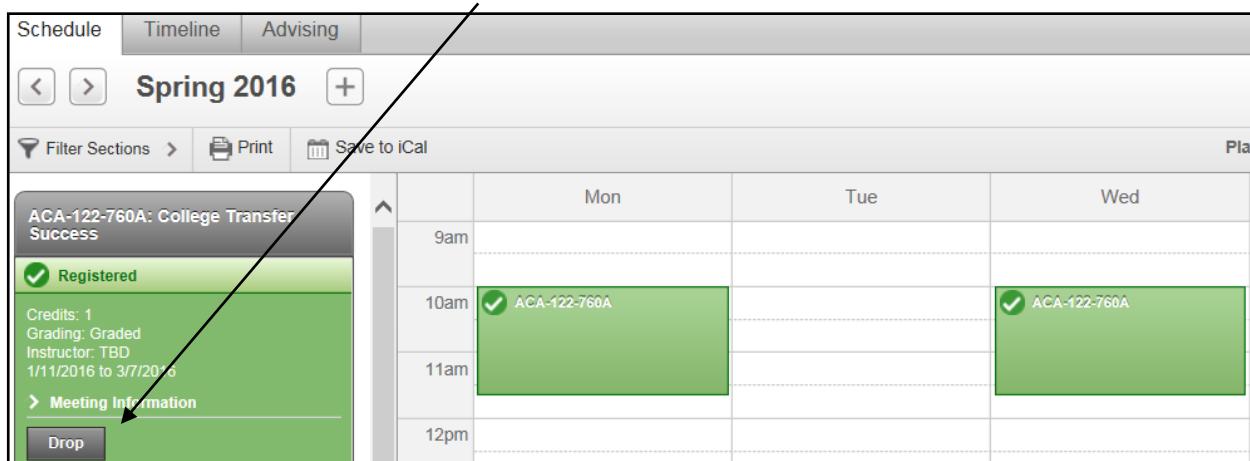 Schedule Timeline Advising
Spring 2016
Filter Sections Print Save to iCal Pla
Mon Tue Wed
ACA-122-760A: College Transfer
Success
9am
Registered
10am ACA-122-760A ACA-122-760A
Credits: 1
Grading: Graded
Instructor: TBD
1/11/2016 to 3/7/2016
11am
Meeting Information
Drop
12pm